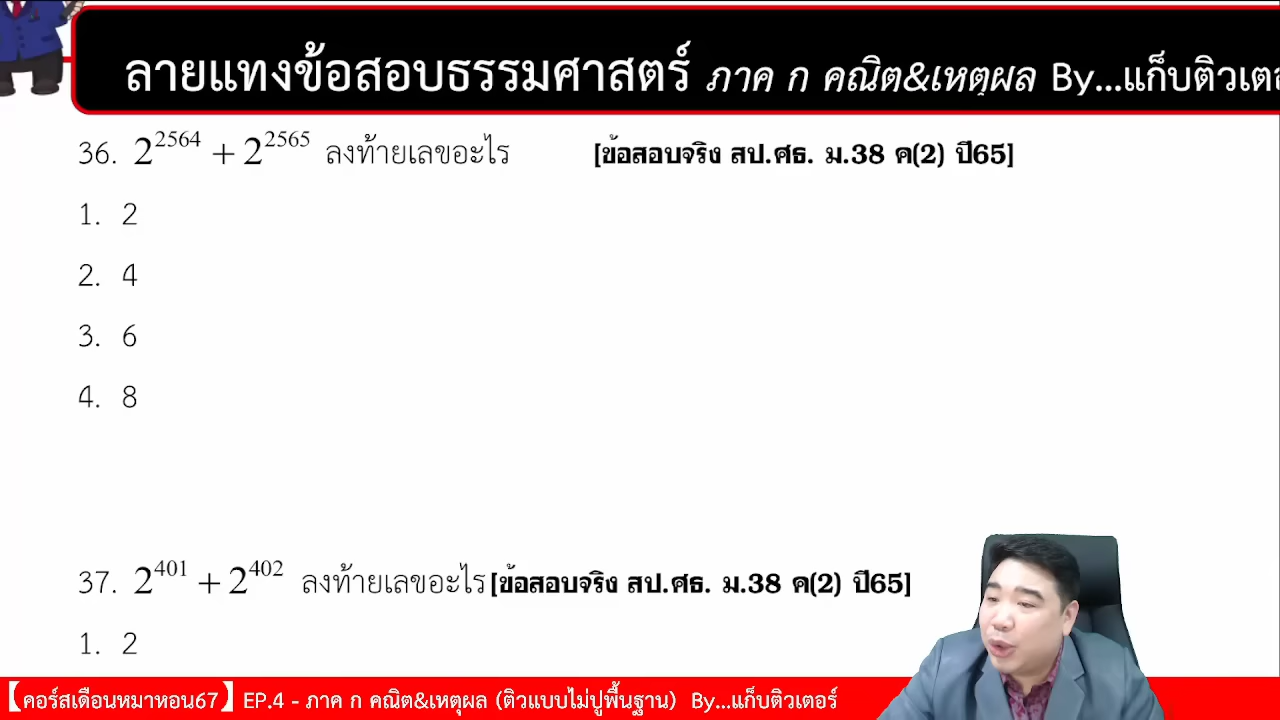 ลายแทงข้อสอบธรรมศาสตร์ ภาค ก คณิต&เหตุผล By...แก็บติวเตอ
36. 2^2564 + 2^2565 ลงท้ายเลขอะไร [ข้อสอบจริง สป.ศธ. ม.38 ค(2) ปี65]
1. 2
2. 4
3. 6
4. 8
37. 2^401 + 2^402 ลงท้ายเลขอะไร [ข้อสอบจริง สป.ศธ. ม.38 ค(2) ปี65]
1. 2
【คอร์สเดือนหมาหอน67】 EP.4 - ภาค ก คณิต&เหตุผล (ติวแบบไม่ปูพื้นฐาน) By...แก็บติวเตอร์